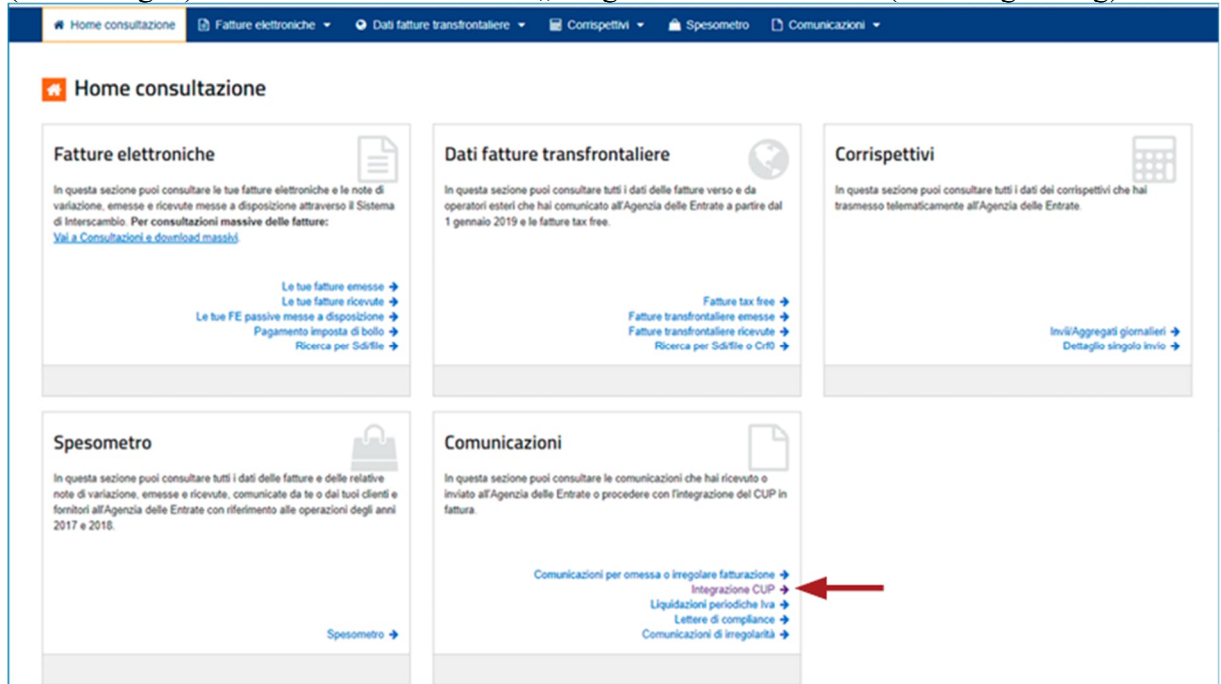 Home consultazione Fatture elettroniche Dati fatture transfrontaliere Corrispettivi Spesometro Comunicazioni
Home consultazione
Fatture elettroniche
In questa sezione puoi consultare le tue fatture elettroniche e le note di
variazione, emesse e ricevute messe a disposizione attraverso il Sistema
di Interscambio. Per consultazioni massive delle fatture:
Vai a Consultazioni e download massivi.
Le tue fatture emesse
Le tue fatture ricevute
Le tue FE passive messe a disposizione
Pagamento imposta di bollo
Ricerca per Sdi/file
Dati fatture transfrontaliere
In questa sezione puoi consultare tutti i dati delle fatture verso e da
operatori esteri che hai comunicato all'Agenzia delle Entrate a partire dal
1 gennaio 2019 e le fatture tax free.
Fatture tax free
Fatture transfrontaliere emesse
Fatture transfrontaliere ricevute
Ricerca per Sdi/file o Crf0
Corrispettivi
In questa sezione puoi consultare tutti i dati dei corrispettivi che hai
trasmesso telematicamente all'Agenzia delle Entrate.
Invii/Aggregati giornalieri
Dettaglio singolo invio
Spesometro
In questa sezione puoi consultare tutti i dati delle fatture e delle relative
note di variazione, emesse e ricevute, comunicate da te o dai tuoi clienti e
fornitori all'Agenzia delle Entrate con riferimento alle operazioni degli anni
2017 e 2018.
Spesometro
Comunicazioni
In questa sezione puoi consultare le comunicazioni che hai ricevuto o
inviato all'Agenzia delle Entrate o procedere con l'integrazione del CUP in
fattura.
Comunicazioni per omessa o irregolare fatturazione
Integrazione CUP
Liquidazioni periodiche Iva
Lettere di compliance
Comunicazioni di irregolarità